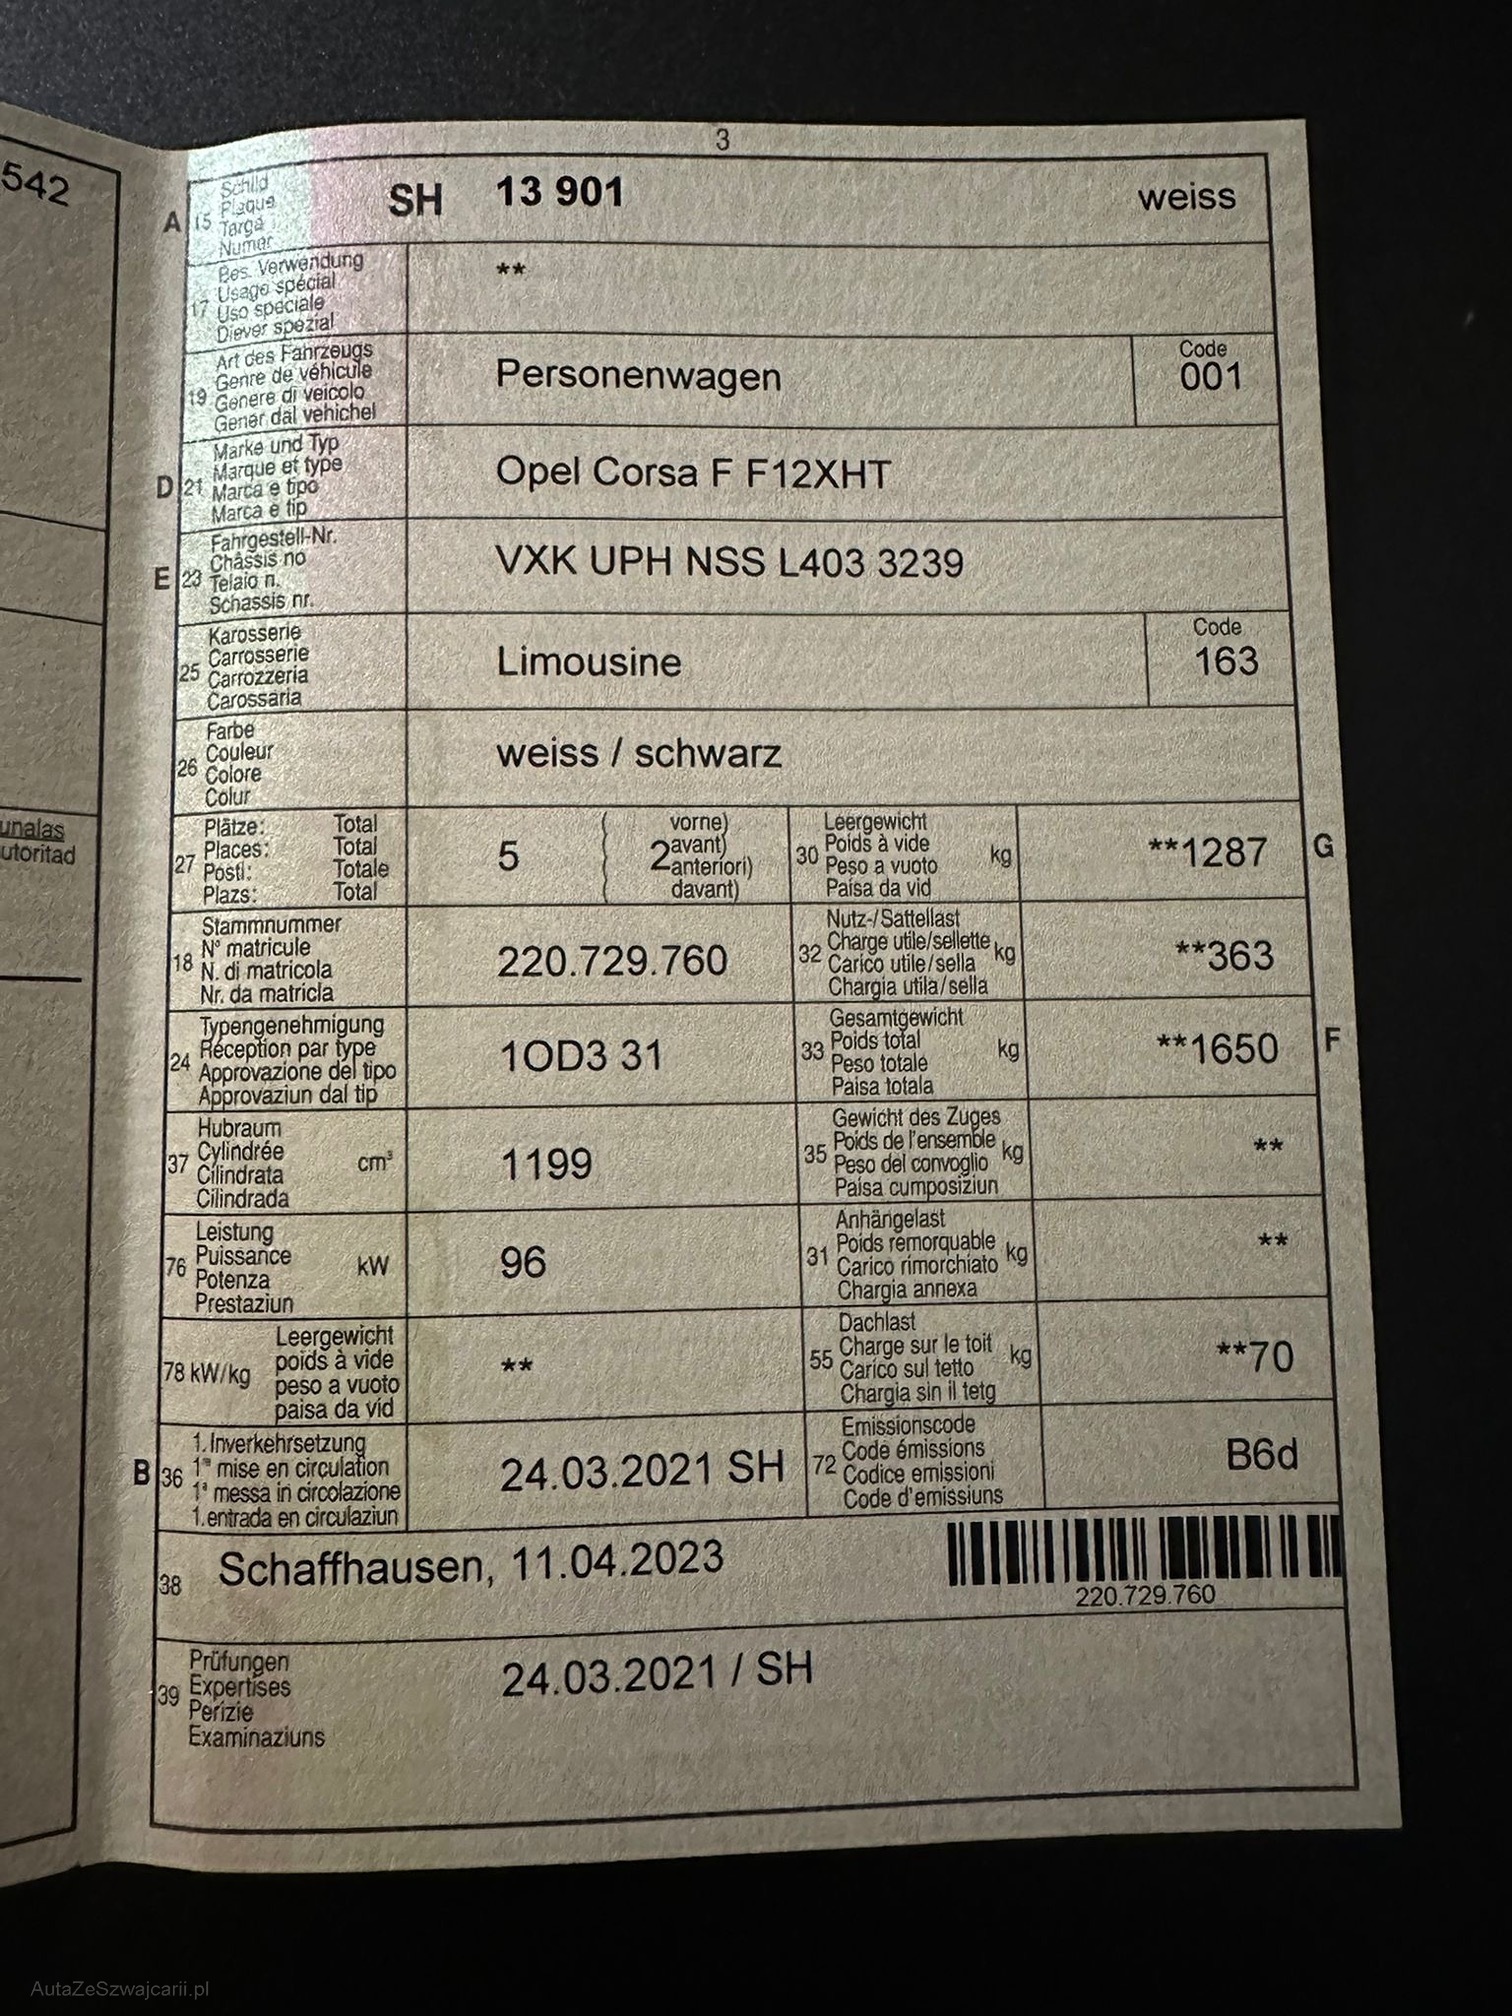 542
unalas
utoritad
3
A 15 Schild
Plaque
Targa
Numer
SH 13 901 weiss
17 Bes. Verwendung
Usage spécial
Uso speciale
Diever spezial
**
19 Art des Fahrzeugs
Genre de véhicule
Genere di veicolo
Gener dal vehichel
Personenwagen
Code
001
D 21 Marke und Typ
Marque et type
Marca e tipo
Marca e tip
Opel Corsa F F12XHT
E 23 Fahrgestell-Nr.
Châssis no
Telaio n.
Schassis nr.
VXK UPH NSS L403 3239
25 Karosserie
Carrosserie
Carrozzeria
Carossaria
Limousine
Code
163
26 Farbe
Couleur
Colore
Colur
weiss / schwarz
27 Plätze: Total
Places: Total
Posti: Totale
Plazs: Total
5 ( 2 vorne)
avant)
anteriori)
davant)
30 Leergewicht
Poids à vide
Peso a vuoto
Paisa da vid
kg **1287 G
18 Stammnummer
N° matricule
N. di matricola
Nr. da matricla
220.729.760
32 Nutz-/Sattellast
Charge utile/sellette
Carico utile/sella
Chargia utila/sella
kg **363
24 Typengenehmigung
Réception par type
Approvazione del tipo
Approvaziun dal tip
1OD3 31
33 Gesamtgewicht
Poids total
Peso totale
Paisa totala
kg **1650 F
37 Hubraum
Cylindrée
Cilindrata
Cilindrada
cm³ 1199
35 Gewicht des Zuges
Poids de l'ensemble
Peso del convoglio
Paisa cumposiziun
kg **
76 Leistung
Puissance
Potenza
Prestaziun
kW 96
31 Anhängelast
Poids remorquable
Carico rimorchiato
Chargia annexa
kg **
78 kW/kg Leergewicht
poids à vide
peso a vuoto
paisa da vid
**
55 Dachlast
Charge sur le toit
Carico sul tetto
Chargia sin il tetg
kg **70
B 36 1. Inverkehrsetzung
1re mise en circulation
1a messa in circolazione
1. entrada en circulaziun
24.03.2021 SH
72 Emissionscode
Code émissions
Codice emissioni
Code d'emissiuns
B6d
38 Schaffhausen, 11.04.2023
220.729.760
39 Prüfungen
Expertises
Perizie
Examinaziuns
24.03.2021 / SH
AutaZeSzwajcarii.pl